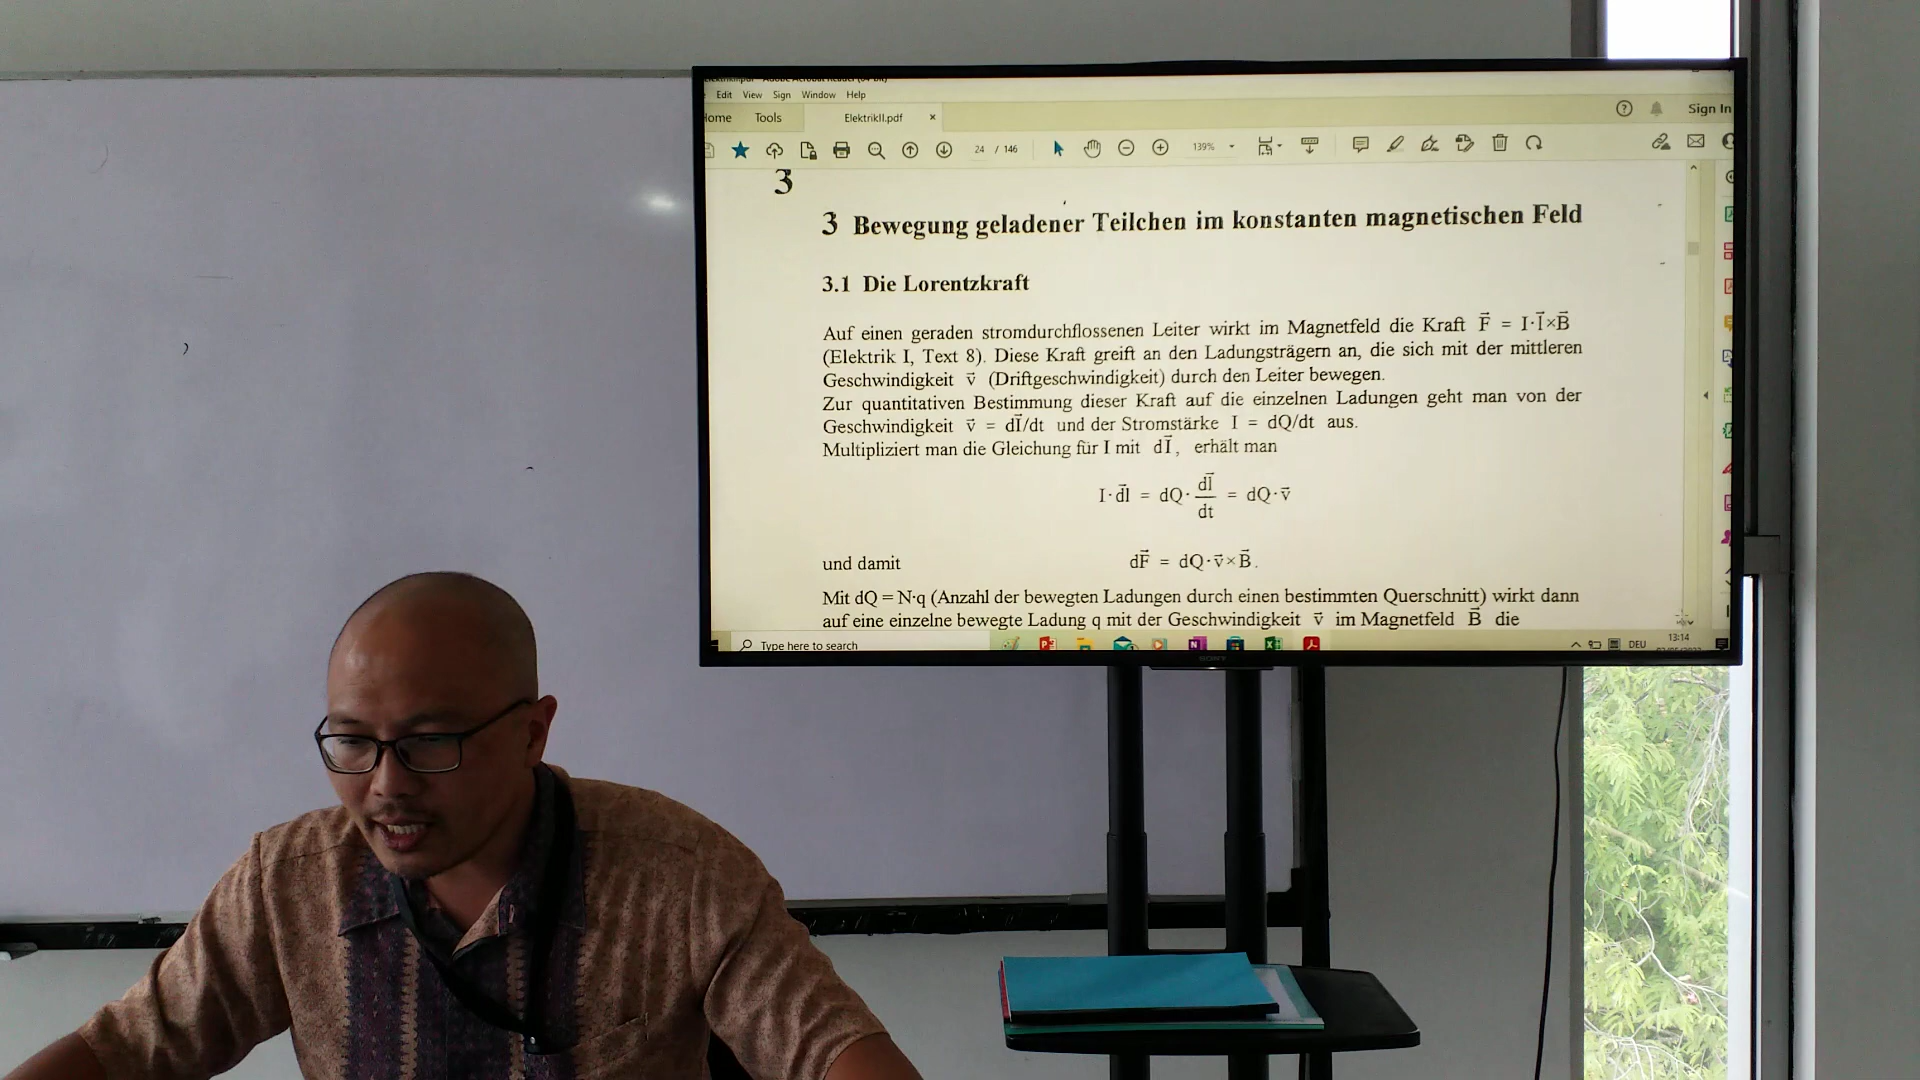 Edit View Sign Window Help
ome Tools ElektrikII.pdf × Sign In
24 / 146 139%
3
3 Bewegung geladener Teilchen im konstanten magnetischen Feld
3.1 Die Lorentzkraft
Auf einen geraden stromdurchflossenen Leiter wirkt im Magnetfeld die Kraft F⃗ = I·l⃗×B⃗
(Elektrik I, Text 8). Diese Kraft greift an den Ladungsträgern an, die sich mit der mittleren
Geschwindigkeit v⃗ (Driftgeschwindigkeit) durch den Leiter bewegen.
Zur quantitativen Bestimmung dieser Kraft auf die einzelnen Ladungen geht man von der
Geschwindigkeit v⃗ = dl⃗/dt und der Stromstärke I = dQ/dt aus.
Multipliziert man die Gleichung für I mit dl⃗, erhält man
I·d⃗l = dQ·dl⃗/dt = dQ·v⃗
und damit dF⃗ = dQ·v⃗×B⃗.
Mit dQ = N·q (Anzahl der bewegten Ladungen durch einen bestimmten Querschnitt) wirkt dann
auf eine einzelne bewegte Ladung q mit der Geschwindigkeit v⃗ im Magnetfeld B⃗ die
Type here to search DEU 13:14
SONY